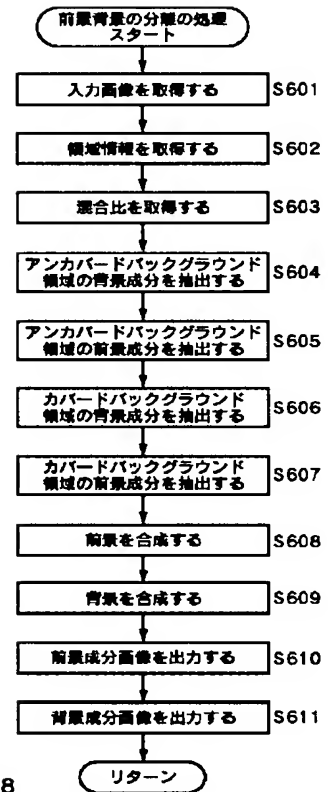 前景背景の分離の処理
スタート
入力画像を取得する S601
領域情報を取得する S602
混合比を取得する S603
アンカバードバックグラウンド
領域の背景成分を抽出する S604
アンカバードバックグラウンド
領域の前景成分を抽出する S605
カバードバックグラウンド
領域の背景成分を抽出する S606
カバードバックグラウンド
領域の前景成分を抽出する S607
前景を合成する S608
背景を合成する S609
前景成分画像を出力する S610
背景成分画像を出力する S611
リターン
8